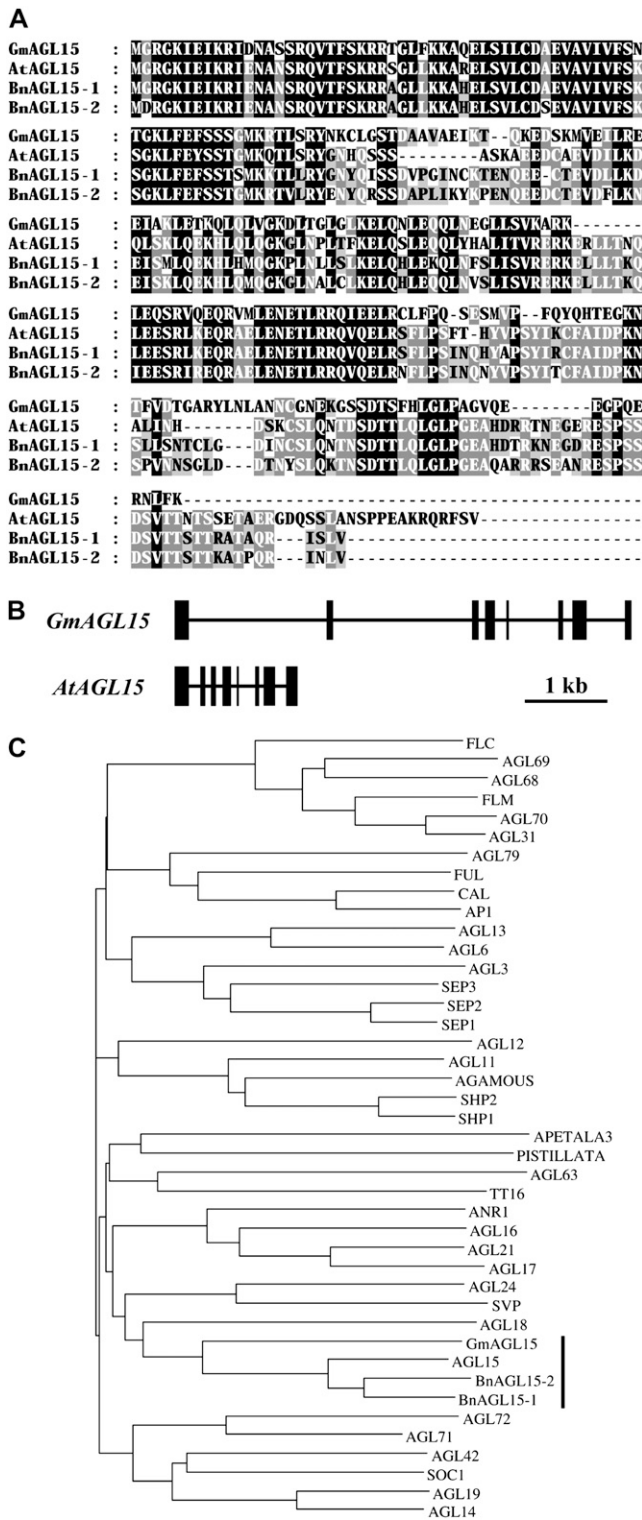 A
GmAGL15 : MGRGKIEIKRIDNASSRQVTFSKRRTGLFKKAQELSILCDAEVAVIVFSN
AtAGL15 : MGRGKIEIKRIENANSRQVTFSKRRSGLLKKARELSVLCDAEVAVIVFSK
BnAGL15-1 : MGRGKIEIKRIENANSRQVTFSKRRAGLLKKAHELSVLCDAEVAVIVFSK
BnAGL15-2 : MDRGKIEIKRIENANSRQVTFSKRRAGLLKKAHELSVLCDSEVAVIVFSK
GmAGL15 : TGKLFEFSSSGMKRTLSRYNKCLGSTDAAVAEIKT--QKEDSKMVEILRE
AtAGL15 : SGKLFEYSSTGMKQTLSRYGNHQSSS---------ASKAEEDCAEVDILKD
BnAGL15-1 : SGKLFEFSSTSMKKTLLRYGNYQISSDVPGINCKTENQEE-CTEVDLLKD
BnAGL15-2 : SGKLFEFSSTGMKRTVLRYENYQRSSDAPLIKYKPENQEEDCTEVDFLKN
GmAGL15 : EIAKLETKQLQLVGKDLTGLGLKELQNLEQQLNEGLLSVKARK-------
AtAGL15 : QLSKLQEKHLQLQGKGLNPLTFKELQSLEQQLYHALITVRERKERLLTNQ
BnAGL15-1 : EISMLQEKHLHMQGKPLNLLSLKELQHLEKQLNFSLISVRERKELLLTKQ
BnAGL15-2 : EISKLQEKHLQMQGKGLNALCLKELQHLEQQLNVSLISVRERKELLLTKQ
GmAGL15 : LEQSRVQEQRVMLENETLRRQIEELRCLFPQ-SESMVP--FQYQHTEGKN
AtAGL15 : LEESRLKEQRAELENETLRRQVQELRSFLPSFT-HYVPSYIKCFAIDPKN
BnAGL15-1 : LEESRIREQRAELENETLRRQVQELRSFLPSINQHYAPSYIRCFAIDPKN
BnAGL15-2 : IEESRIREQRAELENETLRRQVQELRNFLPSINQNYVPSYITCFAIDPKN
GmAGL15 : TFVDTGARYLNLANNCGNEKGSSDTSFHLGLPAGVQE--------EGPQE
AtAGL15 : ALINH-------DSKCSLQNTDSDTTLQLGLPGEAHDRRTNEGERESPSS
BnAGL15-1 : SLLSNTCLG---DINCSLQNTNSDTTLQLGLPGEAHDTRKNEGDRESPSS
BnAGL15-2 : SPVNNSGLD---DTNYSLQKTNSDTTLQLGLPGEAQARRRSEANRESPSS
GmAGL15 : RNLFK---------------------------------
AtAGL15 : DSVTTNTSSETAERGDQSSLANSPPEAKRQRFSV-----------
BnAGL15-1 : DSVTTSTTRATAQR---ISLV-----------------
BnAGL15-2 : DSVTTSTTKATPQR---INLV-----------------
B
GmAGL15
AtAGL15
1 kb
C
FLC
AGL69
AGL68
FLM
AGL70
AGL31
AGL79
FUL
CAL
AP1
AGL13
AGL6
AGL3
SEP3
SEP2
SEP1
AGL12
AGL11
AGAMOUS
SHP2
SHP1
APETALA3
PISTILLATA
AGL63
TT16
ANR1
AGL16
AGL21
AGL17
AGL24
SVP
AGL18
GmAGL15
AGL15
BnAGL15-2
BnAGL15-1
AGL72
AGL71
AGL42
SOC1
AGL19
AGL14